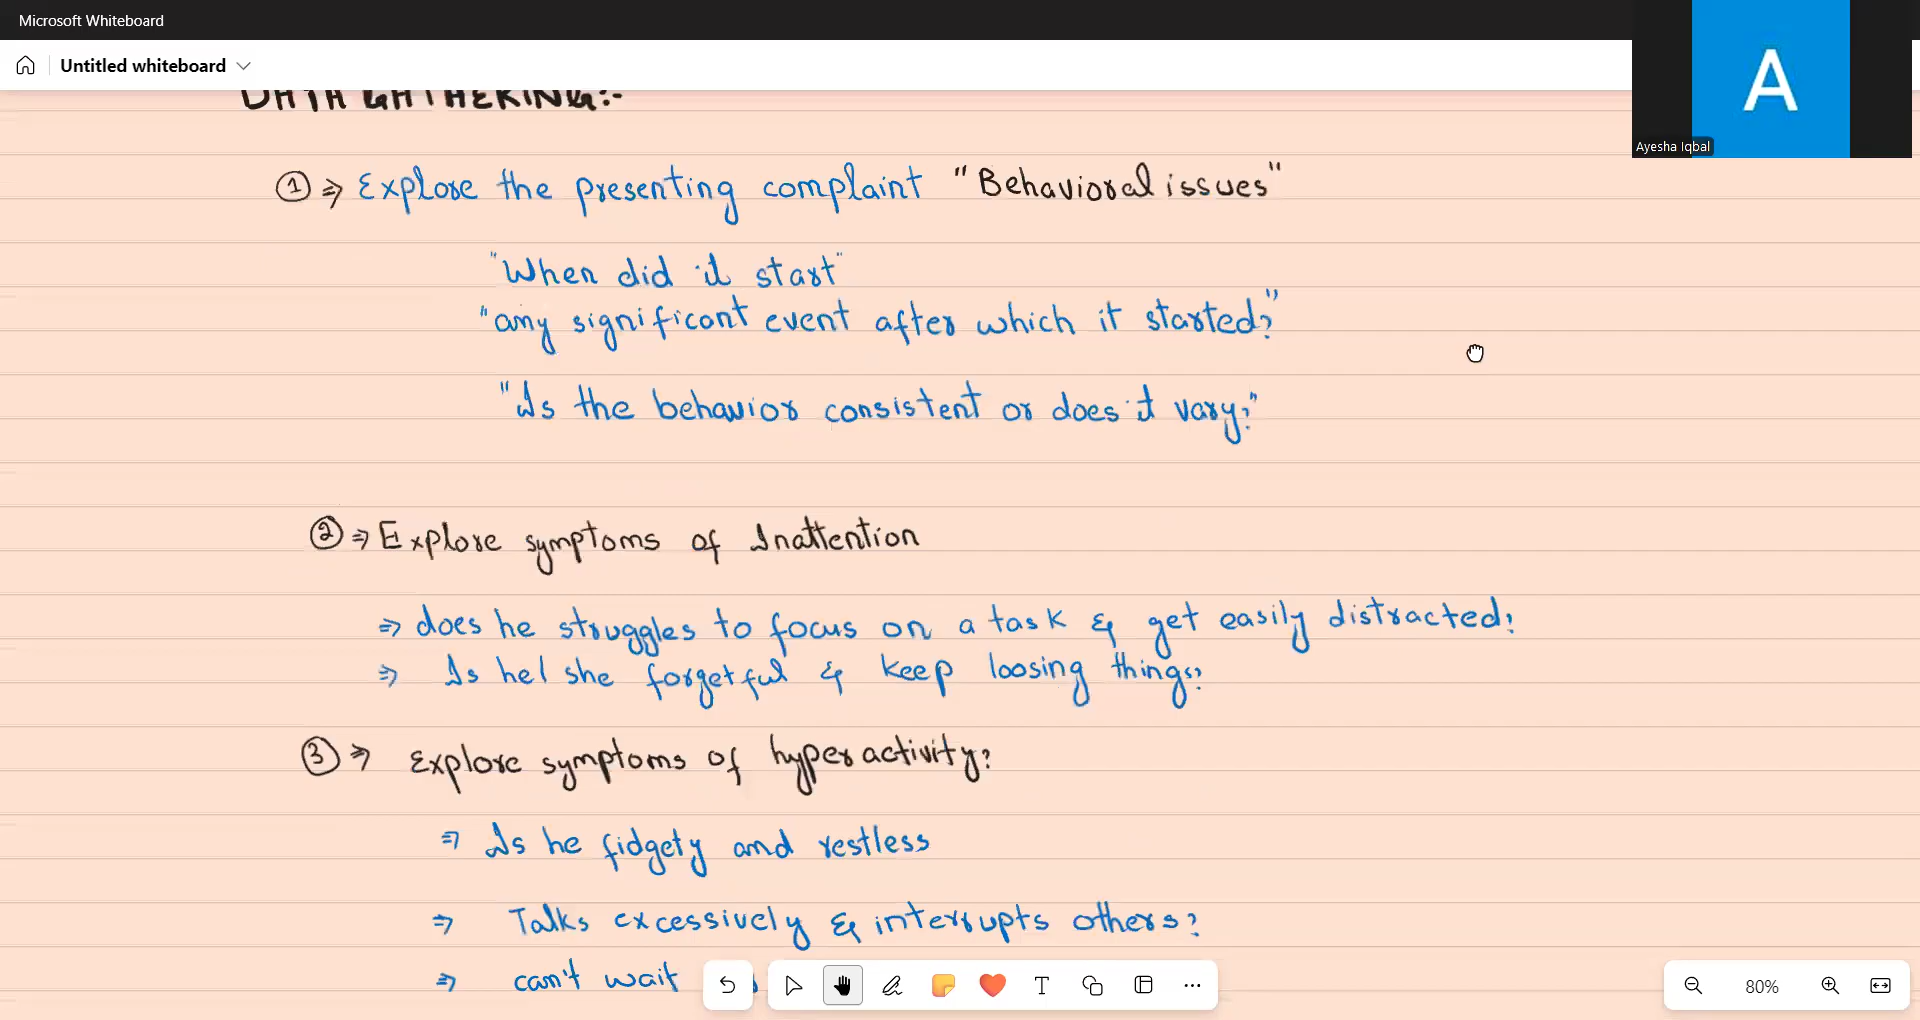 Microsoft Whiteboard
Untitled whiteboard
A
Ayesha Iqbal
DATA GATHERING:-
① ⇒ Explore the presenting complaint "Behavioral issues"
"When did it start"
"any significant event after which it started?"
"Is the behavior consistent or does it vary?"
② ⇒ Explore symptoms of Inattention
⇒ does he struggles to focus on a task & get easily distracted?
⇒ Is he/she forgetful & keep loosing things?
③ ⇒ Explore symptoms of hyperactivity?
⇒ Is he fidgety and restless
⇒ Talks excessively & interrupts others?
⇒ can't wait
80%